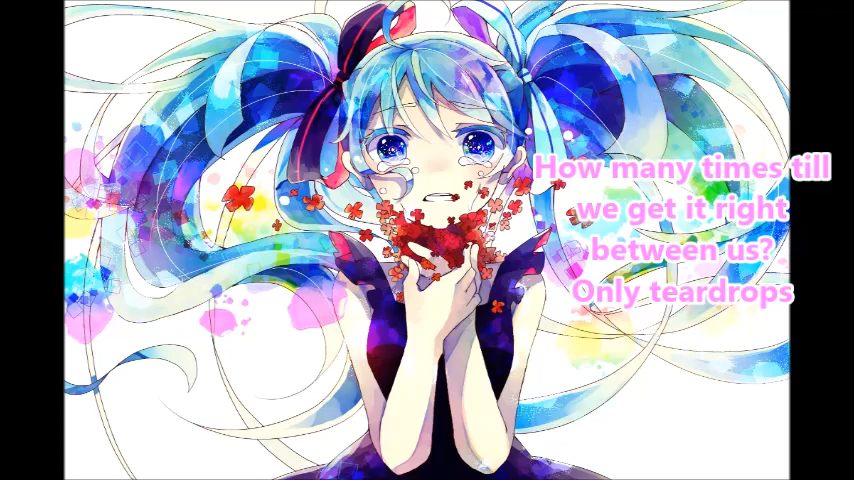 How many times till
we get it right
between us?
Only teardrops